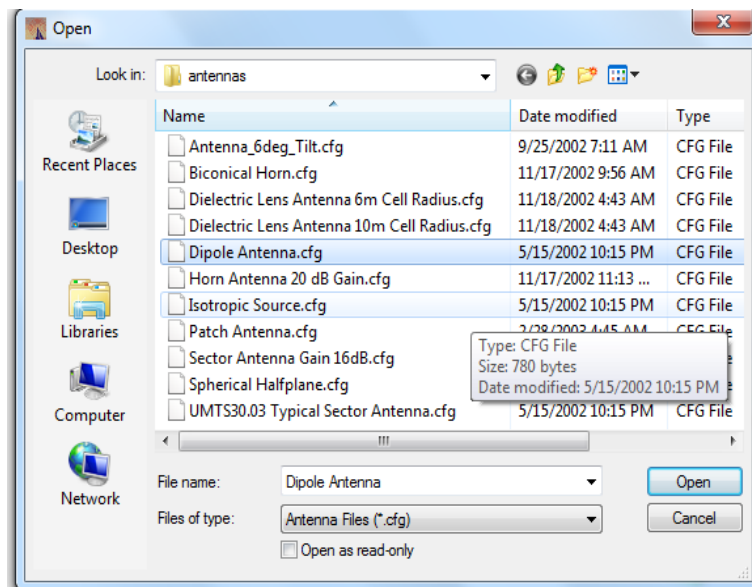 Open
Look in: antennas
Name Date modified Type
Antenna_6deg_Tilt.cfg 9/25/2002 7:11 AM CFG File
Biconical Horn.cfg 11/17/2002 9:56 AM CFG File
Dielectric Lens Antenna 6m Cell Radius.cfg 11/18/2002 4:43 AM CFG File
Dielectric Lens Antenna 10m Cell Radius.cfg 11/18/2002 4:43 AM CFG File
Dipole Antenna.cfg 5/15/2002 10:15 PM CFG File
Horn Antenna 20 dB Gain.cfg 11/17/2002 11:13 ... CFG File
Isotropic Source.cfg 5/15/2002 10:15 PM CFG File
Patch Antenna.cfg 2/28/2003 4:45 AM CFG File
Sector Antenna Gain 16dB.cfg
Spherical Halfplane.cfg
UMTS30.03 Typical Sector Antenna.cfg 5/15/2002 10:15 PM CFG File
Type: CFG File
Size: 780 bytes
Date modified: 5/15/2002 10:15 PM
Recent Places
Desktop
Libraries
Computer
Network
File name: Dipole Antenna Open
Files of type: Antenna Files (*.cfg) Cancel
Open as read-only